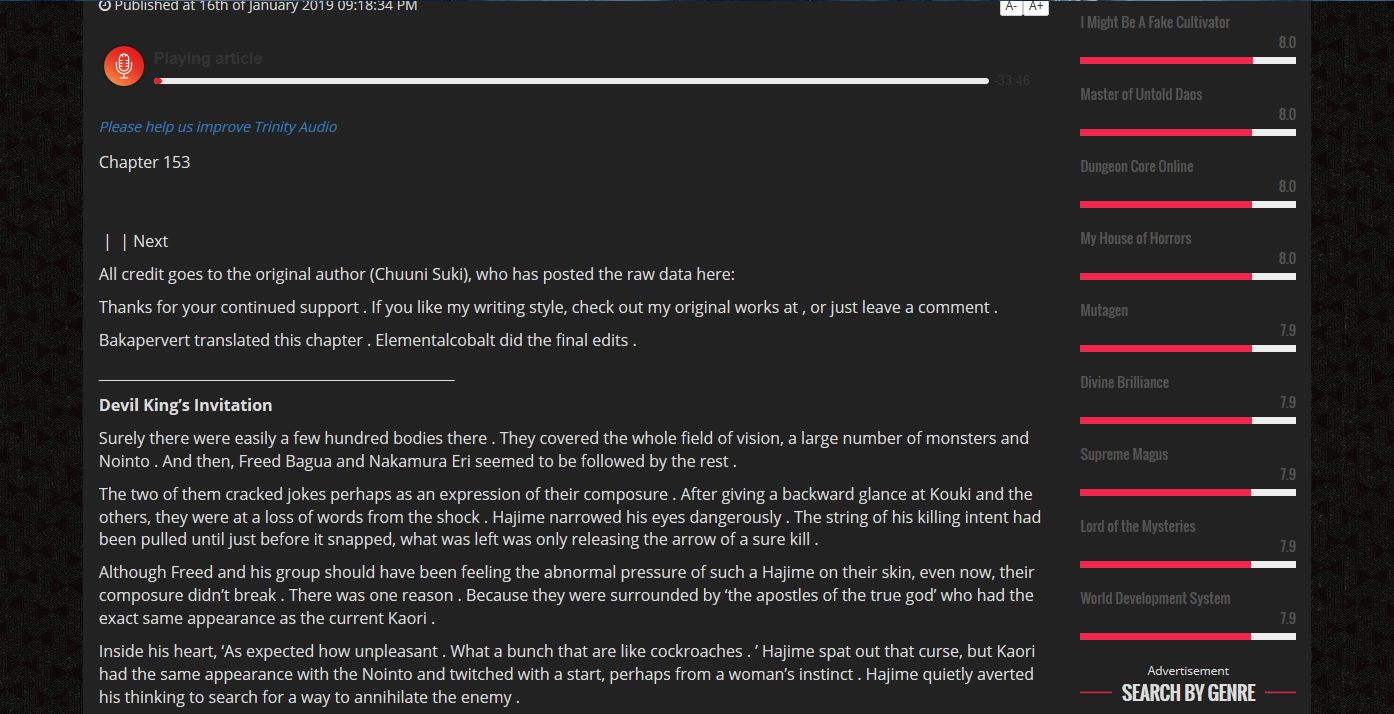 Published at 16th of January 2019 09:18:34 PM
A-
A+
Playing article
-33:46
Please help us improve Trinity Audio
Chapter 153
| | Next
All credit goes to the original author (Chuuni Suki), who has posted the raw data here:
Thanks for your continued support . If you like my writing style, check out my original works at , or just leave a comment .
Bakapervert translated this chapter . Elementalcobalt did the final edits .
Devil King’s Invitation
Surely there were easily a few hundred bodies there . They covered the whole field of vision, a large number of monsters and
Nointo . And then, Freed Bagua and Nakamura Eri seemed to be followed by the rest .
The two of them cracked jokes perhaps as an expression of their composure . After giving a backward glance at Kouki and the
others, they were at a loss of words from the shock . Hajime narrowed his eyes dangerously . The string of his killing intent had
been pulled until just before it snapped, what was left was only releasing the arrow of a sure kill .
Although Freed and his group should have been feeling the abnormal pressure of such a Hajime on their skin, even now, their
composure didn’t break . There was one reason . Because they were surrounded by ‘the apostles of the true god’ who had the
exact same appearance as the current Kaori .
Inside his heart, ‘As expected how unpleasant . What a bunch that are like cockroaches . ’ Hajime spat out that curse, but Kaori
had the same appearance with the Nointo and twitched with a start, perhaps from a woman’s instinct . Hajime quietly averted
his thinking to search for a way to annihilate the enemy .
I Might Be A Fake Cultivator
8.0
Master of Untold Daos
8.0
Dungeon Core Online
8.0
My House of Horrors
8.0
Mutagen
7.9
Divine Brilliance
7.9
Supreme Magus
7.9
Lord of the Mysteries
7.9
World Development System
7.9
Advertisement
SEARCH BY GENRE